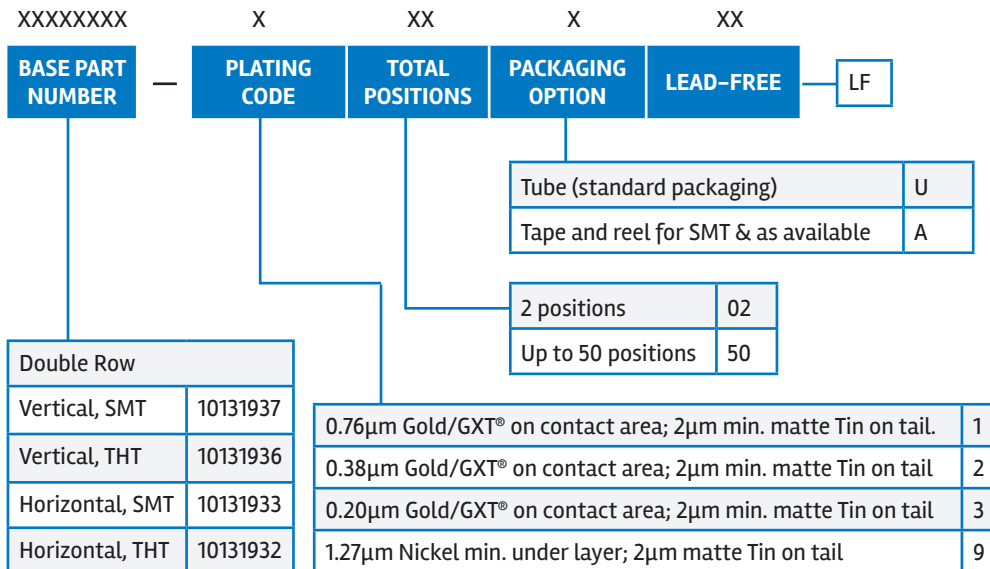 XXXXXXXX X XX X XX
BASE PART NUMBER — PLATING CODE TOTAL POSITIONS PACKAGING OPTION LEAD-FREE LF
Tube (standard packaging) U
Tape and reel for SMT & as available A
2 positions 02
Up to 50 positions 50
Double Row
Vertical, SMT 10131937
Vertical, THT 10131936
Horizontal, SMT 10131933
Horizontal, THT 10131932
0.76µm Gold/GXT® on contact area; 2µm min. matte Tin on tail. 1
0.38µm Gold/GXT® on contact area; 2µm min. matte Tin on tail 2
0.20µm Gold/GXT® on contact area; 2µm min. matte Tin on tail 3
1.27µm Nickel min. under layer; 2µm matte Tin on tail 9